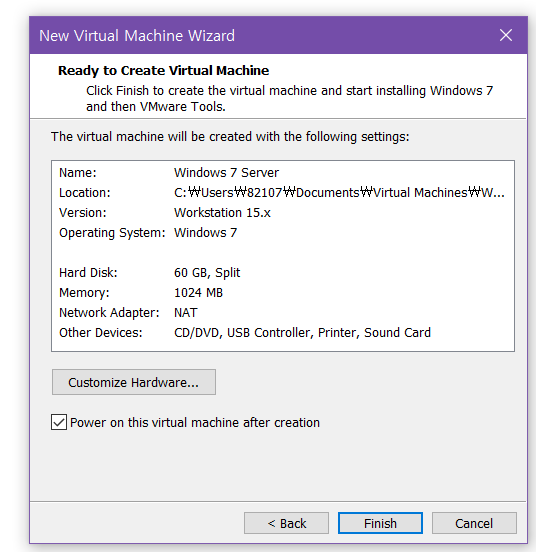 New Virtual Machine Wizard
Ready to Create Virtual Machine
Click Finish to create the virtual machine and start installing Windows 7
and then VMware Tools.
The virtual machine will be created with the following settings:
Name: Windows 7 Server
Location: C:₩Users₩82107₩Documents₩Virtual Machines₩W...
Version: Workstation 15.x
Operating System: Windows 7
Hard Disk: 60 GB, Split
Memory: 1024 MB
Network Adapter: NAT
Other Devices: CD/DVD, USB Controller, Printer, Sound Card
Customize Hardware...
Power on this virtual machine after creation
< Back Finish Cancel